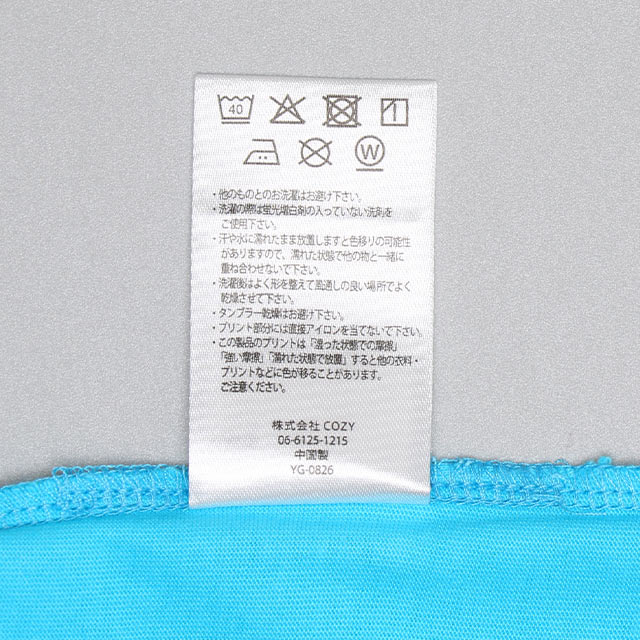 40
W
・他のものとのお洗濯はお避け下さい。
・洗濯の際は蛍光増白剤の入っていない洗剤を
ご使用下さい。
・汗や水に濡れたまま放置しますと色移りの可能性
がありますので、濡れた状態で他の物と一緒に
重ね合わせないで下さい。
・洗濯後はよく形を整えて風通しの良い場所でよく
乾燥させて下さい。
・タンブラー乾燥はお避け下さい。
・プリント部分には直接アイロンを当てないで下さい。
・この製品のプリントは「湿った状態での摩擦」
「強い摩擦」「濡れた状態で放置」すると他の衣料・
プリントなどに色が移ることがあります。
ご注意ください。
株式会社 COZY
06-6125-1215
中国製
YG-0826